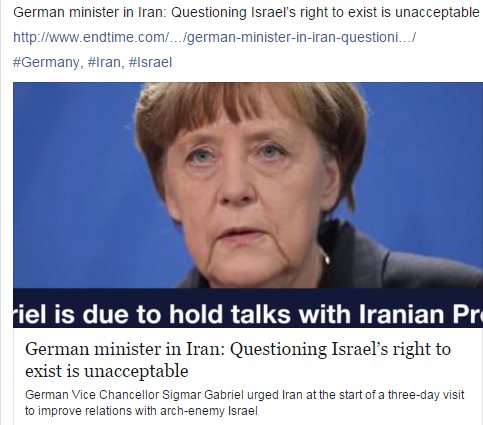 German minister in Iran: Questioning Israel's right to exist is unacceptable
http://www.endtime.com/…/german-minister-in-iran-questioni…/
#Germany, #Iran, #Israel
riel is due to hold talks with Iranian Pr
German minister in Iran: Questioning Israel's right to
exist is unacceptable
German Vice Chancellor Sigmar Gabriel urged Iran at the start of a three-day visit
to improve relations with arch-enemy Israel